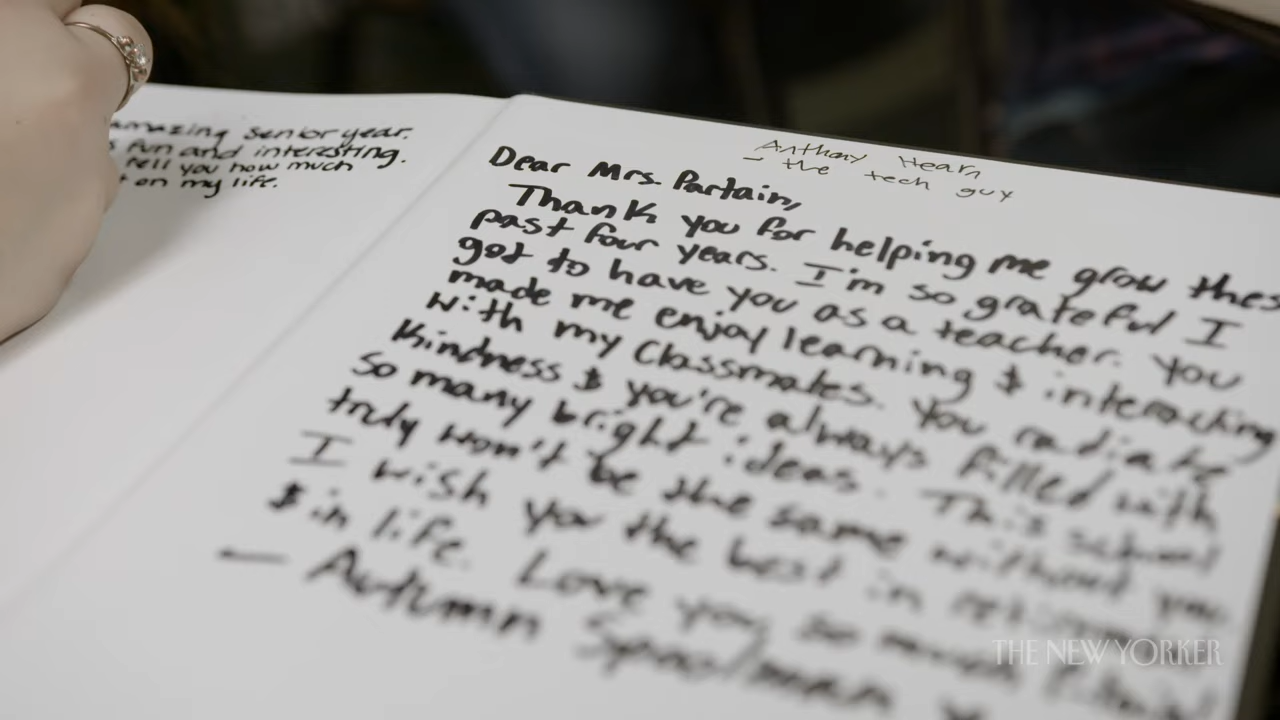 amazing senior year.
fun and interesting.
tell you how much
on my life.
Anthony Hearn
- the tech guy
Dear Mrs. Partain,
Thank you for helping me grow thes
past four years. I'm so grateful I
got to have you as a teacher. You
made me enjoy learning & interacting
with my classmates. You radiate
kindness & you're always filled with
so many bright ideas. This school
truly won't be the same without you
I wish you the best in
& in life. Love you so much
— Autumn
THE NEW YORKER